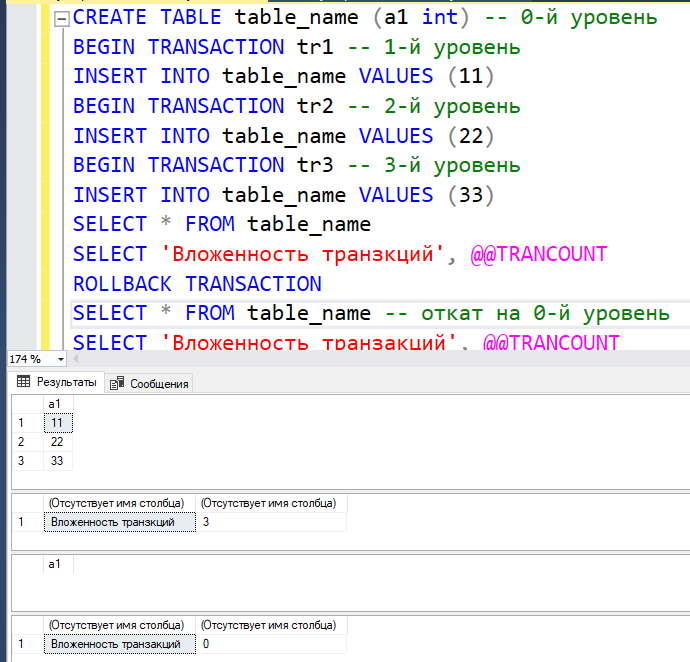 CREATE TABLE table_name (a1 int) -- 0-й уровень
BEGIN TRANSACTION tr1 -- 1-й уровень
INSERT INTO table_name VALUES (11)
BEGIN TRANSACTION tr2 -- 2-й уровень
INSERT INTO table_name VALUES (22)
BEGIN TRANSACTION tr3 -- 3-й уровень
INSERT INTO table_name VALUES (33)
SELECT * FROM table_name
SELECT 'Вложенность транзкций', @@TRANCOUNT
ROLLBACK TRANSACTION
SELECT * FROM table_name -- откат на 0-й уровень
SELECT 'Вложенность транзакций', @@TRANCOUNT
174 %
Результаты Сообщения
a1
1 11
2 22
3 33
(Отсутствует имя столбца) (Отсутствует имя столбца)
1 Вложенность транзкций 3
a1
(Отсутствует имя столбца) (Отсутствует имя столбца)
1 Вложенность транзакций 0